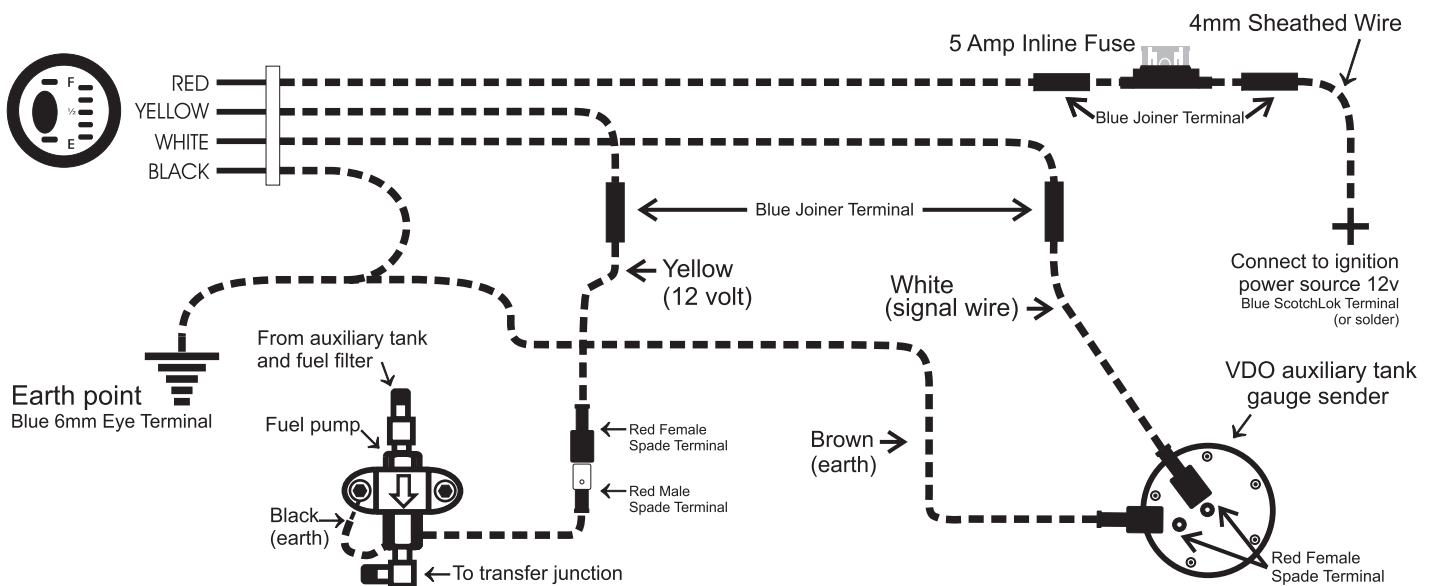 4mm Sheathed Wire
5 Amp Inline Fuse
F
½
E
RED
YELLOW
WHITE
BLACK
Blue Joiner Terminal
Blue Joiner Terminal
Yellow
(12 volt)
White
(signal wire)
Connect to ignition
power source 12v
Blue ScotchLok Terminal
(or solder)
From auxiliary tank
and fuel filter
Earth point
Blue 6mm Eye Terminal
VDO auxiliary tank
gauge sender
Fuel pump
Red Female
Spade Terminal
Brown
(earth)
Red Male
Spade Terminal
Black
(earth)
To transfer junction
Red Female
Spade Terminal